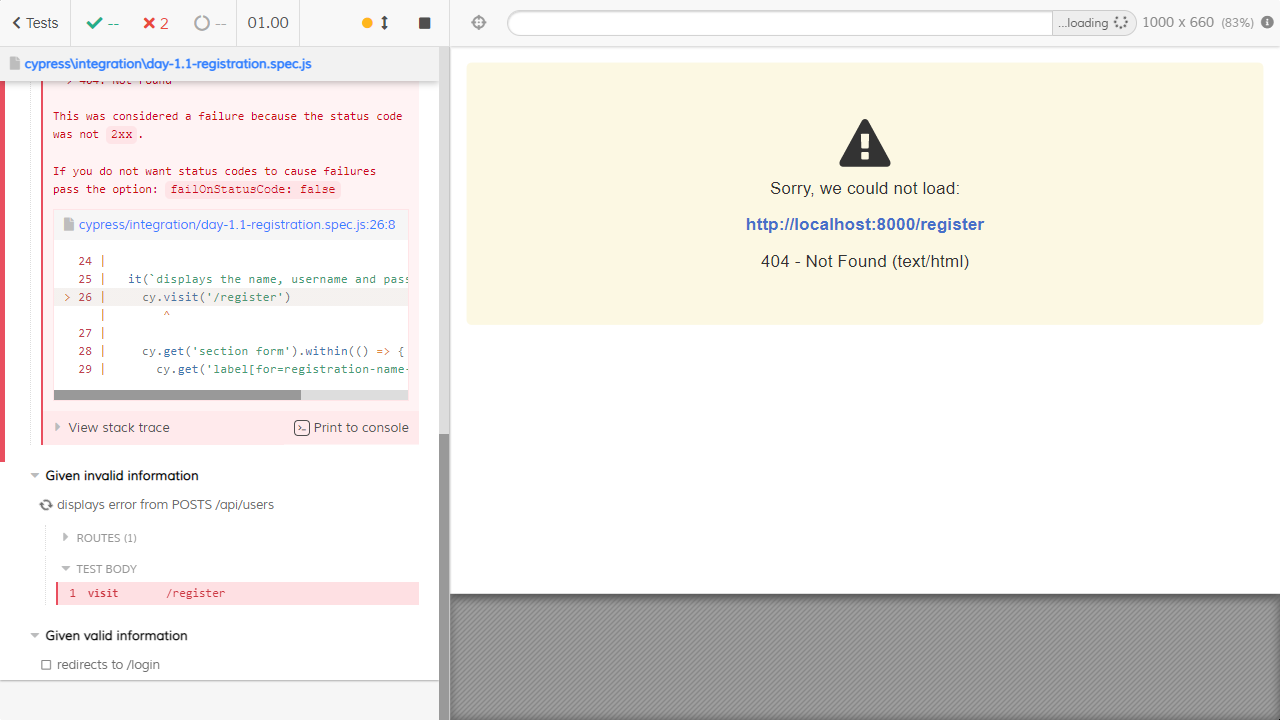 Tests
--
2
--
01.00
...loading
1000 x 660 (83%)
cypress\integration\day-1.1-registration.spec.js
> 404: Not Found
This was considered a failure because the status code
was not 2xx.
If you do not want status codes to cause failures
pass the option: failOnStatusCode: false
cypress/integration/day-1.1-registration.spec.js:26:8
24 |
25 | it(`displays the name, username and pass
> 26 | cy.visit('/register')
| ^
27 |
28 | cy.get('section form').within(() => {
29 | cy.get('label[for=registration-name-
View stack trace
Print to console
Given invalid information
displays error from POSTS /api/users
ROUTES (1)
TEST BODY
1 visit /register
Given valid information
redirects to /login
Sorry, we could not load:
http://localhost:8000/register
404 - Not Found (text/html)